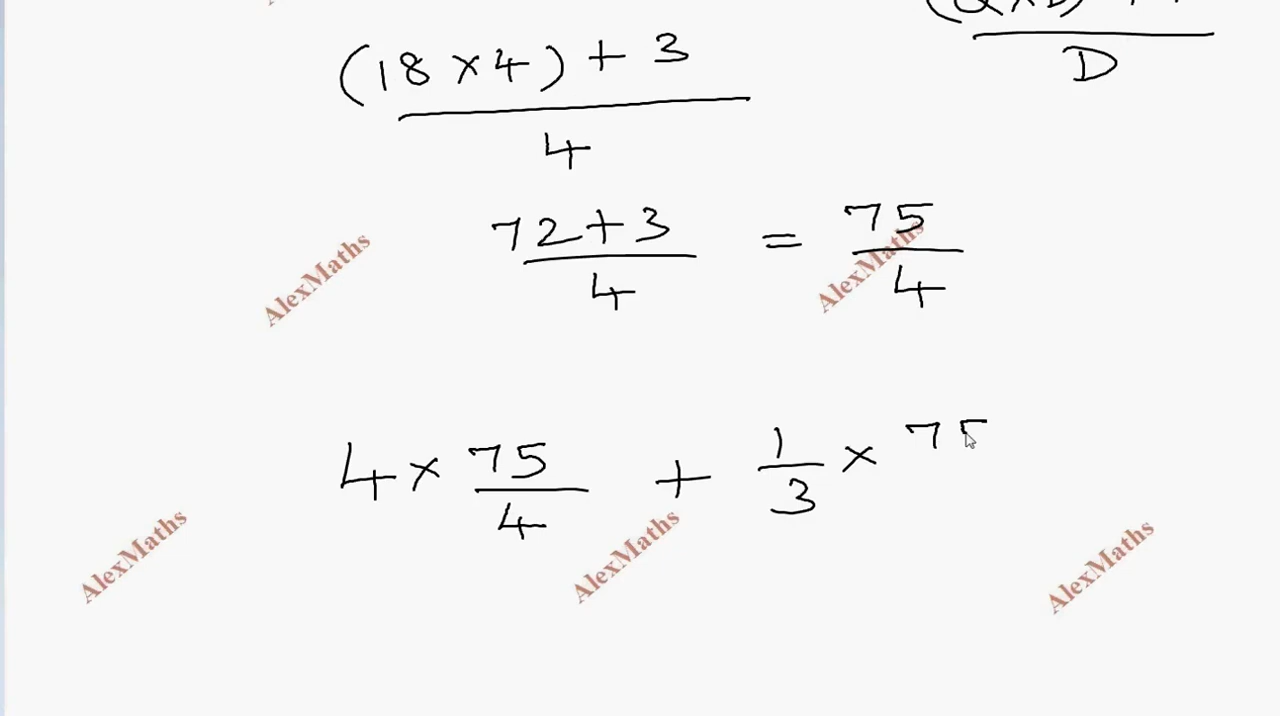 (18 × 4) + 3
4
D
72 + 3 = 75
4 4
4 × 75 + 1 × 75
4 3
AlexMaths
AlexMaths
AlexMaths
AlexMaths
AlexMaths